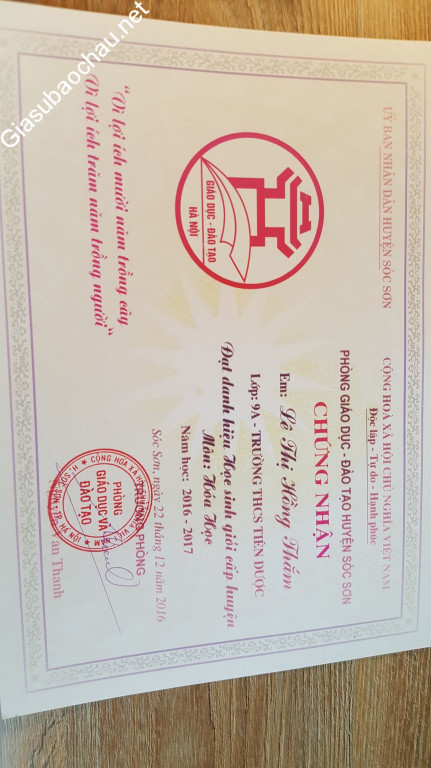 Giasubaochau.net
ỦY BAN NHÂN DÂN HUYỆN SÓC SƠN
CỘNG HOÀ XÃ HỘI CHỦ NGHĨA VIỆT NAM
Độc lập - Tự do - Hạnh phúc
PHÒNG GIÁO DỤC - ĐÀO TẠO HUYỆN SÓC SƠN
CHỨNG NHẬN
GIÁO DỤC - ĐÀO TẠO
HÀ NỘI
Em: Lê Thị Hồng Thắm
Lớp: 9A - TRƯỜNG THCS TIÊN DƯỢC
Đạt danh hiệu Học sinh giỏi cấp huyện
Môn: Hóa Học
Năm học: 2016 - 2017
"Vì lợi ích mười năm trồng cây
Vì lợi ích trăm năm trồng người"
Sóc Sơn, ngày 22 tháng 12 năm 2016
TRƯỞNG PHÒNG
PHÒNG
GIÁO DỤC VÀ
ĐÀO TẠO
Văn Thanh